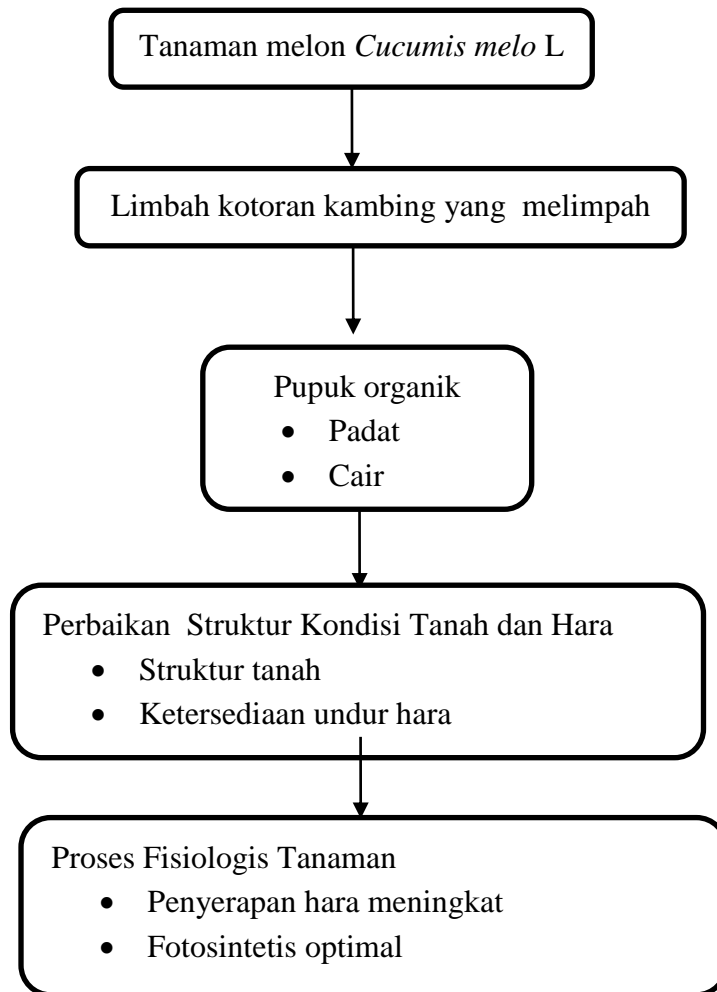 Tanaman melon Cucumis melo L
Limbah kotoran kambing yang melimpah
Pupuk organik
• Padat
• Cair
Perbaikan Struktur Kondisi Tanah dan Hara
• Struktur tanah
• Ketersediaan undur hara
Proses Fisiologis Tanaman
• Penyerapan hara meningkat
• Fotosintetis optimal